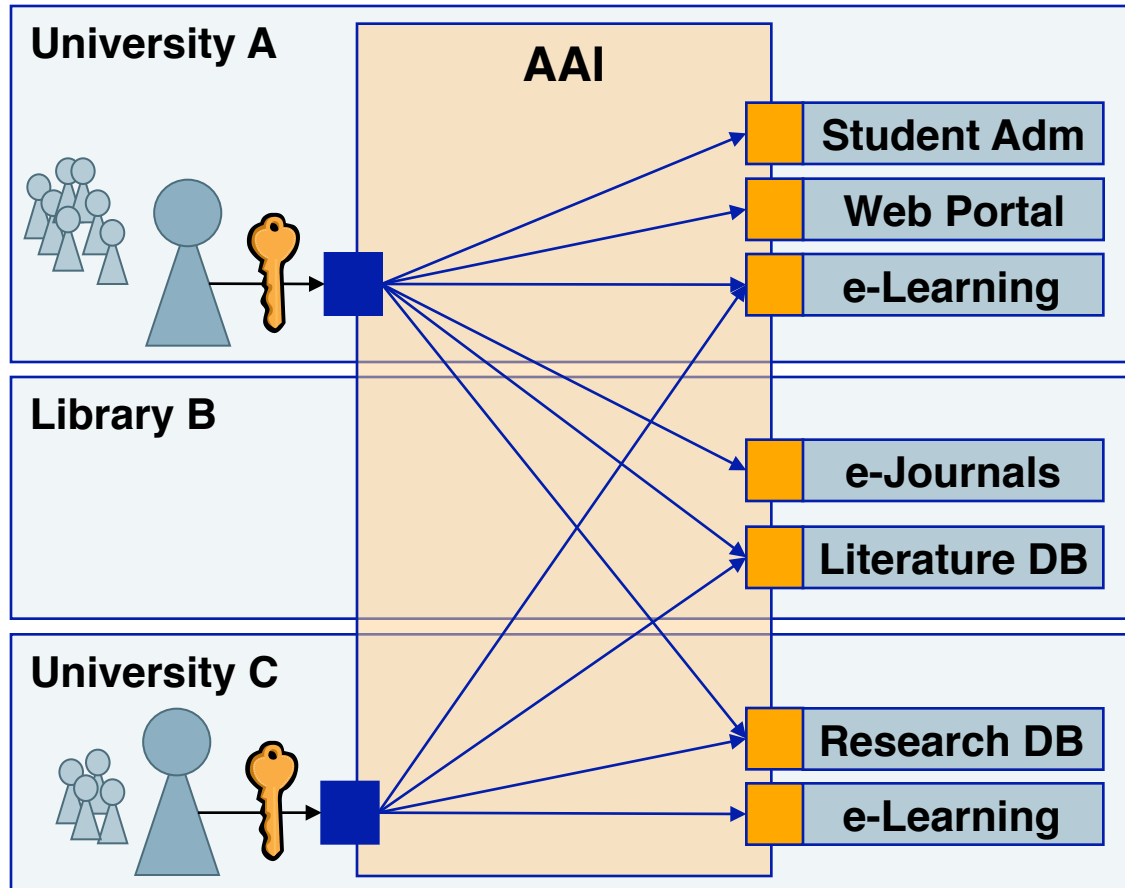 University A
AAI
Student Adm
Web Portal
e-Learning
Library B
e-Journals
Literature DB
University C
Research DB
e-Learning